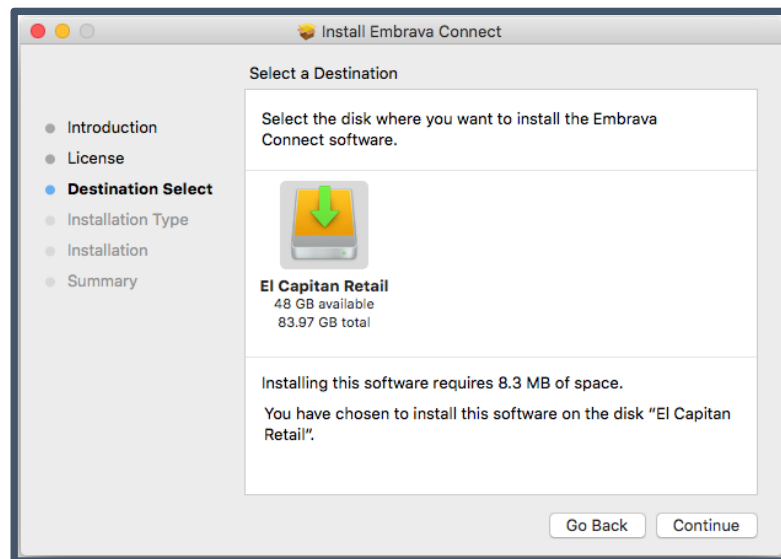 Install Embrava Connect
Select a Destination
Introduction
License
Destination Select
Installation Type
Installation
Summary
Select the disk where you want to install the Embrava
Connect software.
El Capitan Retail
48 GB available
83.97 GB total
Installing this software requires 8.3 MB of space.
You have chosen to install this software on the disk “El Capitan
Retail”.
Go Back
Continue